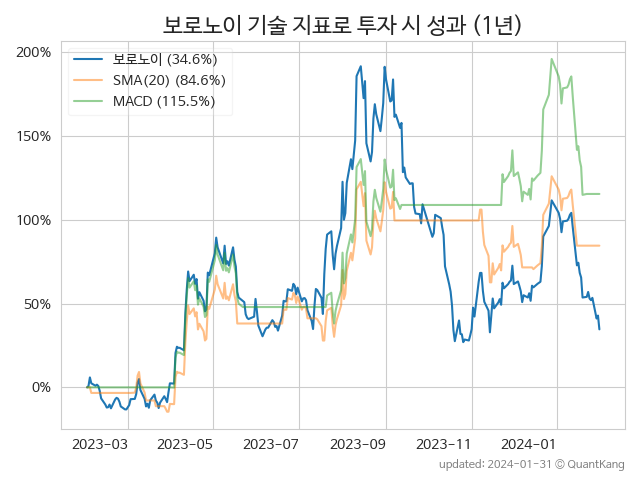 보로노이 기술 지표로 투자 시 성과 (1년)
보로노이 (34.6%)
SMA(20) (84.6%)
MACD (115.5%)
200%
150%
100%
50%
0%
2023-03
2023-05
2023-07
2023-09
2023-11
2024-01
updated: 2024-01-31 © QuantKang